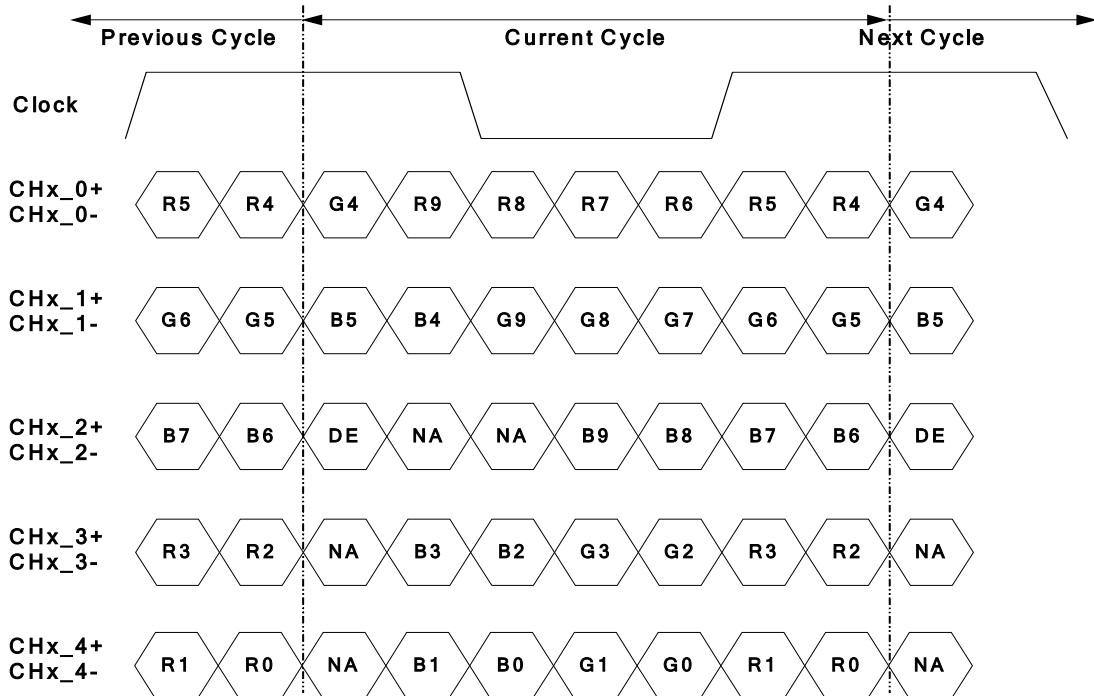 Previous Cycle Current Cycle Next Cycle
Clock
CHx_0+
CHx_0-
R5 R4 G4 R9 R8 R7 R6 R5 R4 G4
CHx_1+
CHx_1-
G6 G5 B5 B4 G9 G8 G7 G6 G5 B5
CHx_2+
CHx_2-
B7 B6 DE NA NA B9 B8 B7 B6 DE
CHx_3+
CHx_3-
R3 R2 NA B3 B2 G3 G2 R3 R2 NA
CHx_4+
CHx_4-
R1 R0 NA B1 B0 G1 G0 R1 R0 NA